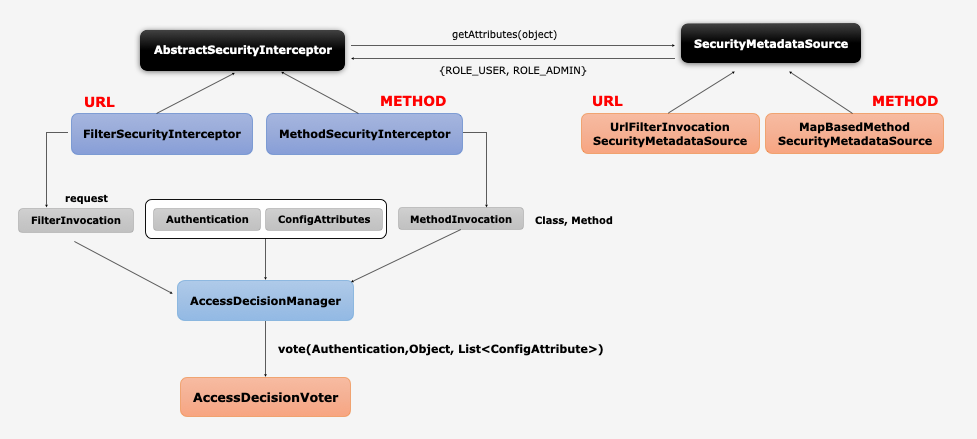 getAttributes(object)
AbstractSecurityInterceptor
SecurityMetadataSource
{ROLE_USER, ROLE_ADMIN}
URL
METHOD
URL
METHOD
FilterSecurityInterceptor
MethodSecurityInterceptor
UrlFilterInvocation
SecurityMetadataSource
MapBasedMethod
SecurityMetadataSource
request
FilterInvocation
Authentication
ConfigAttributes
MethodInvocation
Class, Method
AccessDecisionManager
vote(Authentication,Object, List<ConfigAttribute>)
AccessDecisionVoter